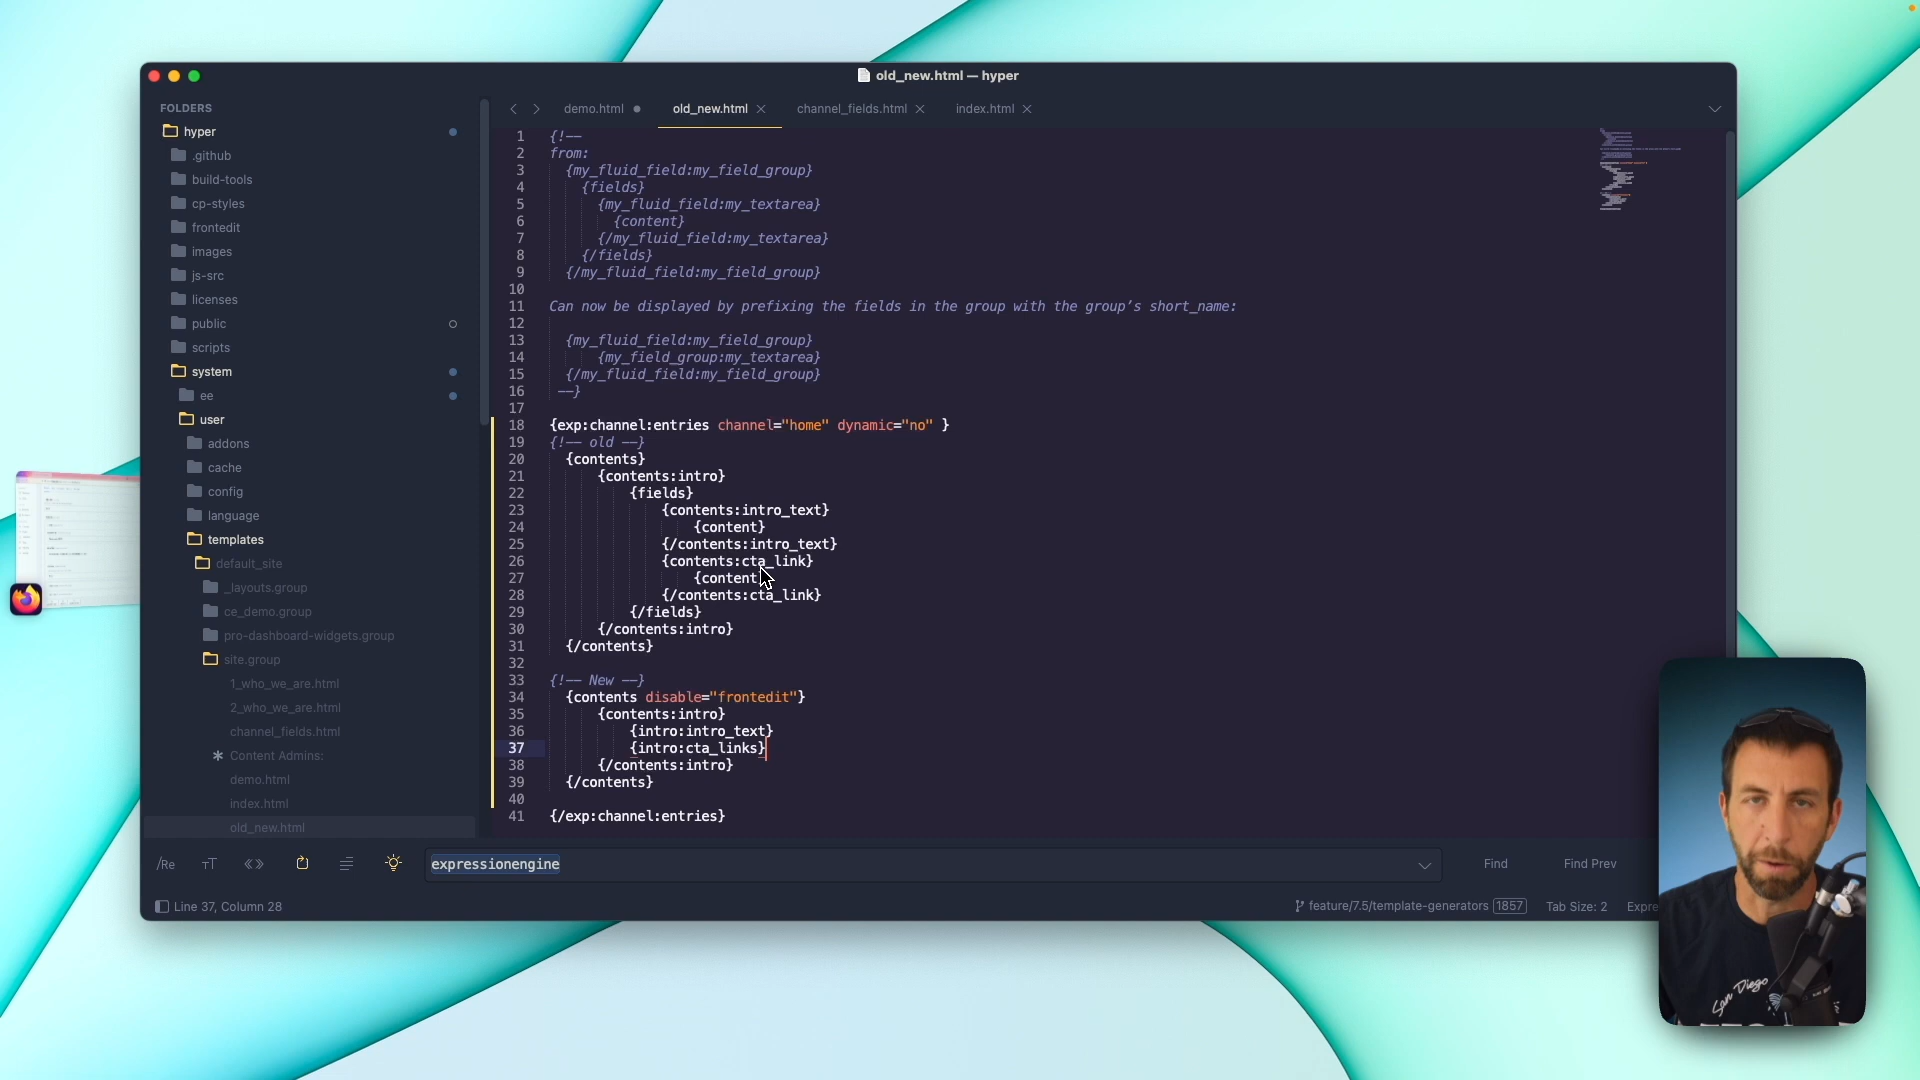 old_new.html — hyper
FOLDERS
hyper
.github
build-tools
cp-styles
frontedit
images
js-src
licenses
public
scripts
system
ee
user
addons
cache
config
language
templates
default_site
_layouts.group
ce_demo.group
pro-dashboard-widgets.group
site.group
1_who_we_are.html
2_who_we_are.html
channel_fields.html
Content Admins:
demo.html
index.html
old_new.html
demo.html
old_new.html
channel_fields.html
index.html
1 {!--
2 from:
3 {my_fluid_field:my_field_group}
4 {fields}
5 {my_fluid_field:my_textarea}
6 {content}
7 {/my_fluid_field:my_textarea}
8 {/fields}
9 {/my_fluid_field:my_field_group}
10
11 Can now be displayed by prefixing the fields in the group with the group’s short_name:
12
13 {my_fluid_field:my_field_group}
14 {my_field_group:my_textarea}
15 {/my_fluid_field:my_field_group}
16 --}
17
18 {exp:channel:entries channel="home" dynamic="no" }
19 {!-- old --}
20 {contents}
21 {contents:intro}
22 {fields}
23 {contents:intro_text}
24 {content}
25 {/contents:intro_text}
26 {contents:cta_link}
27 {content
28 {/contents:cta_link}
29 {/fields}
30 {/contents:intro}
31 {/contents}
32
33 {!-- New --}
34 {contents disable="frontedit"}
35 {contents:intro}
36 {intro:intro_text}
37 {intro:cta_links}
38 {/contents:intro}
39 {/contents}
40
41 {/exp:channel:entries}
/Re
expressionengine
Find
Find Prev
Line 37, Column 28
feature/7.5/template-generators 1857
Tab Size: 2
Expre
San Diego